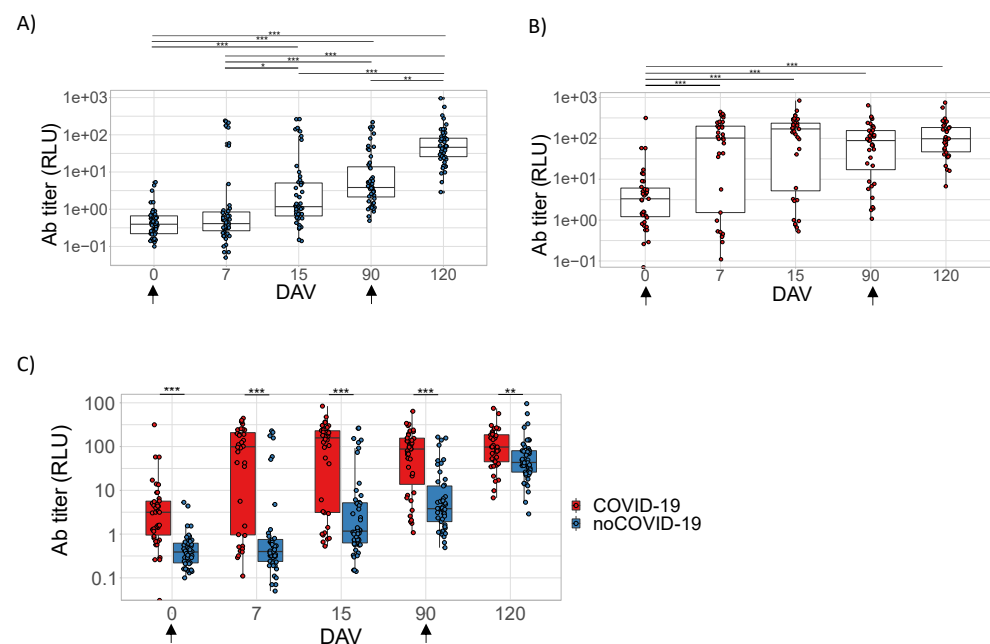 A)
***
***
***
***
***
*
***
**
1e+03
1e+02
1e+01
1e+00
1e−01
Ab titer (RLU)
0 7 15 90 120
DAV
B)
***
***
***
***
1e+03
1e+02
1e+01
1e+00
1e−01
Ab titer (RLU)
0 7 15 90 120
DAV
C)
*** *** *** *** **
100
100
10
1
0.1
Ab titer (RLU)
0 7 15 90 120
DAV
COVID-19
noCOVID-19